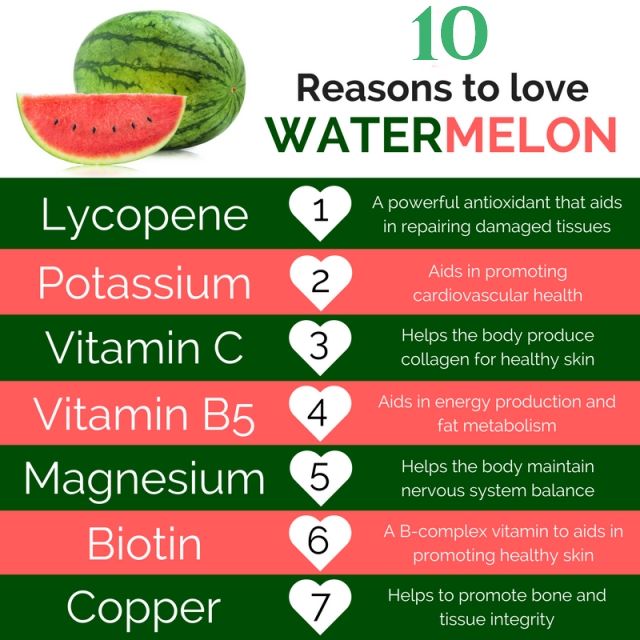 10
Reasons to love
WATERMELON
Lycopene
1
A powerful antioxidant that aids
in repairing damaged tissues
Potassium
2
Aids in promoting
cardiovascular health
Vitamin C
3
Helps the body produce
collagen for healthy skin
Vitamin B5
4
Aids in energy production and
fat metabolism
Magnesium
5
Helps the body maintain
nervous system balance
Biotin
6
A B-complex vitamin to aids in
promoting healthy skin
Copper
7
Helps to promote bone and
tissue integrity